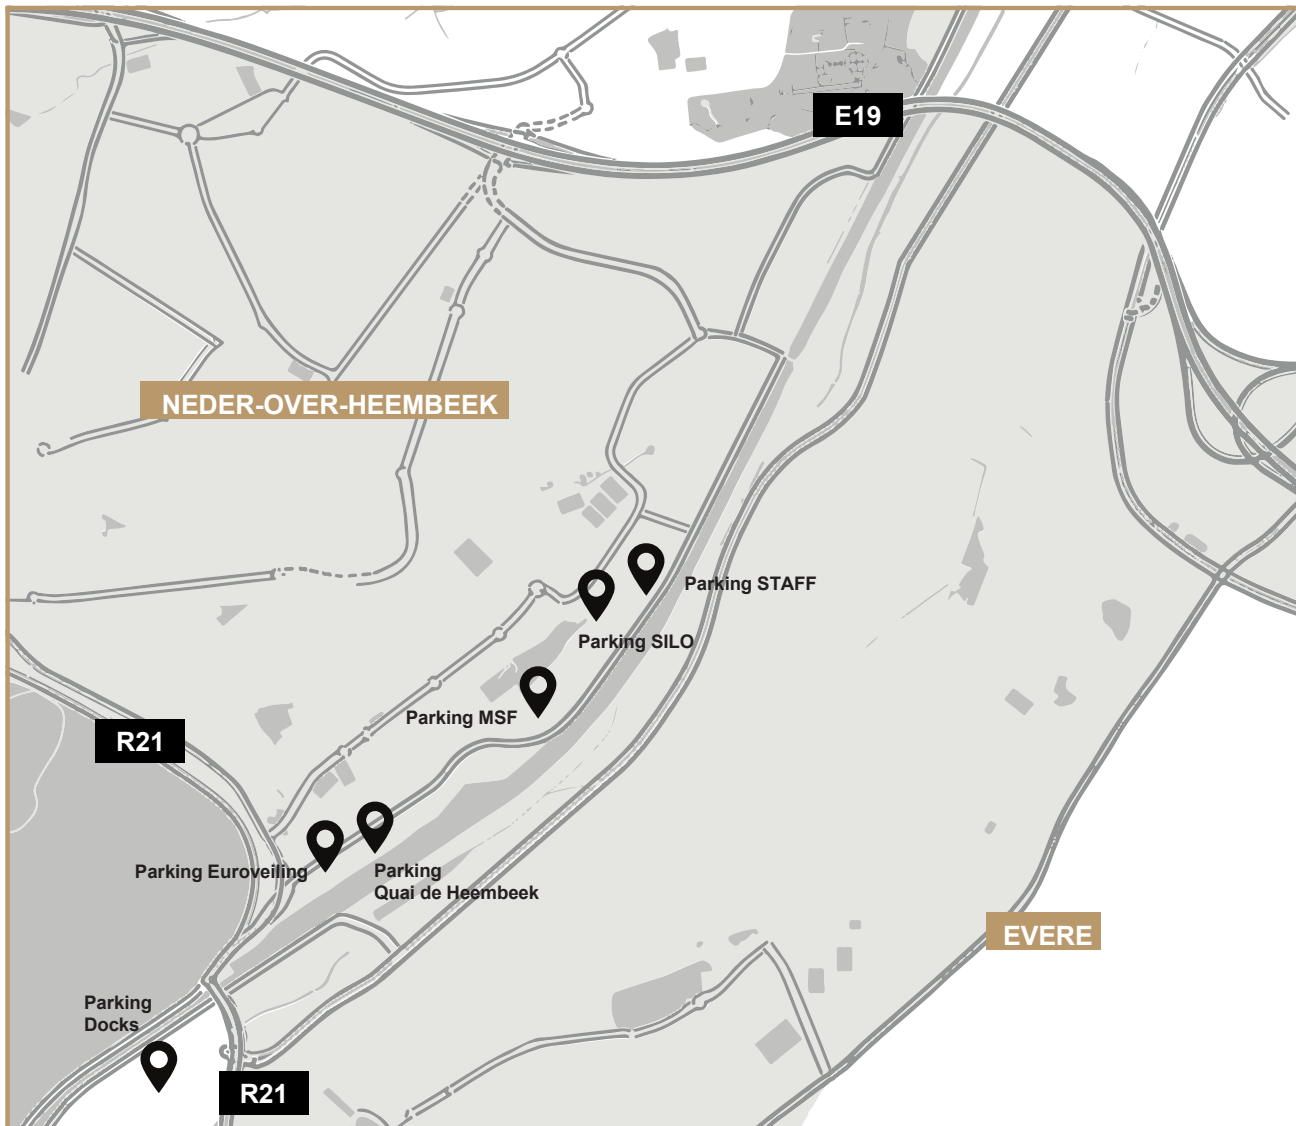 E19
NEDER-OVER-HEEMBEEK
Parking STAFF
Parking SILO
Parking MSF
R21
Parking Euroveiling
Parking
Quai de Heembeek
EVERE
Parking
Docks
R21